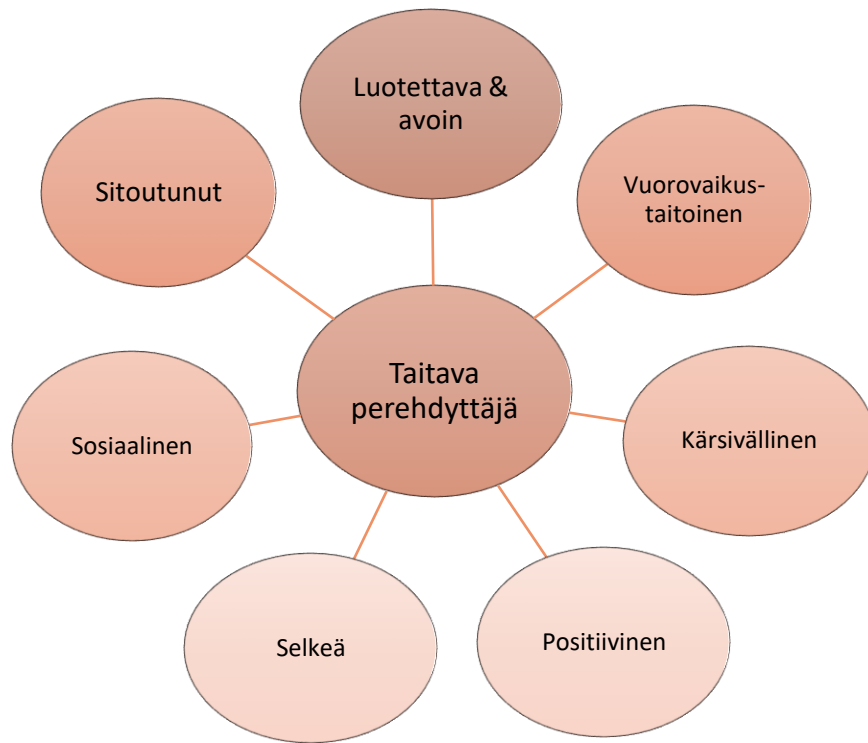 Luotettava &
avoin
Sitoutunut
Vuorovaikus-
taitoinen
Taitava
perehdyttäjä
Sosiaalinen
Kärsivällinen
Selkeä
Positiivinen